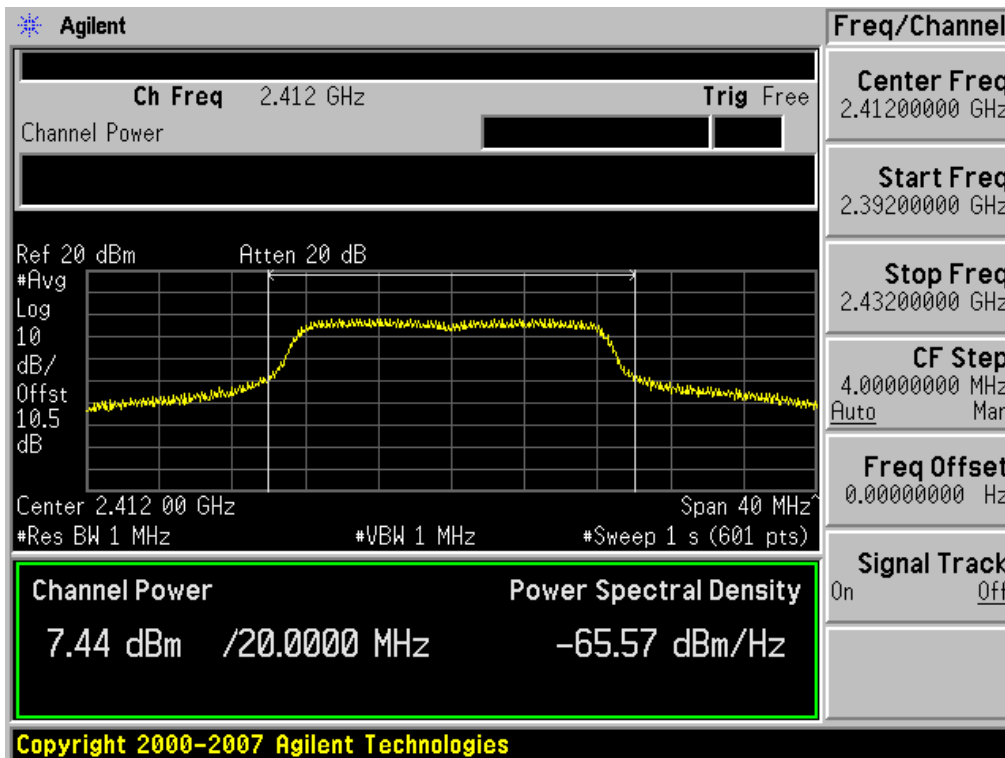 Agilent
Freq/Channel
Ch Freq 2.412 GHz Trig Free
Channel Power
Center Freq
2.41200000 GHz
Start Freq
2.39200000 GHz
Stop Freq
2.43200000 GHz
CF Step
4.00000000 MHz
Auto Man
Freq Offset
0.00000000 Hz
Signal Track
On Off
Ref 20 dBm Atten 20 dB
#Avg
Log
10
dB/
Offst
10.5
dB
Center 2.412 00 GHz Span 40 MHz^
#Res BW 1 MHz #VBW 1 MHz #Sweep 1 s (601 pts)
Channel Power Power Spectral Density
7.44 dBm /20.0000 MHz -65.57 dBm/Hz
Copyright 2000-2007 Agilent Technologies